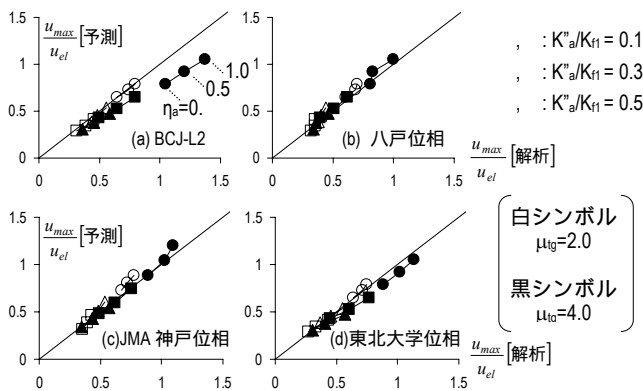 u_max/u_el [予測]
1.5
1
0.5
0
0 0.5 1 1.5
1.0
0.5
ηa=0.
(a) BCJ-L2
1.5
1
0.5
0
0 0.5 1 1.5
(b) 八戸位相
u_max/u_el [解析]
, : K"a/Kf1 = 0.1
, : K"a/Kf1 = 0.3
, : K"a/Kf1 = 0.5
u_max/u_el [予測]
1.5
1
0.5
0
0 0.5 1 1.5
(c)JMA 神戸位相
1.5
1
0.5
0
0 0.5 1 1.5
(d)東北大学位相
u_max/u_el [解析]
白シンボル
μtg=2.0
黒シンボル
μtg=4.0